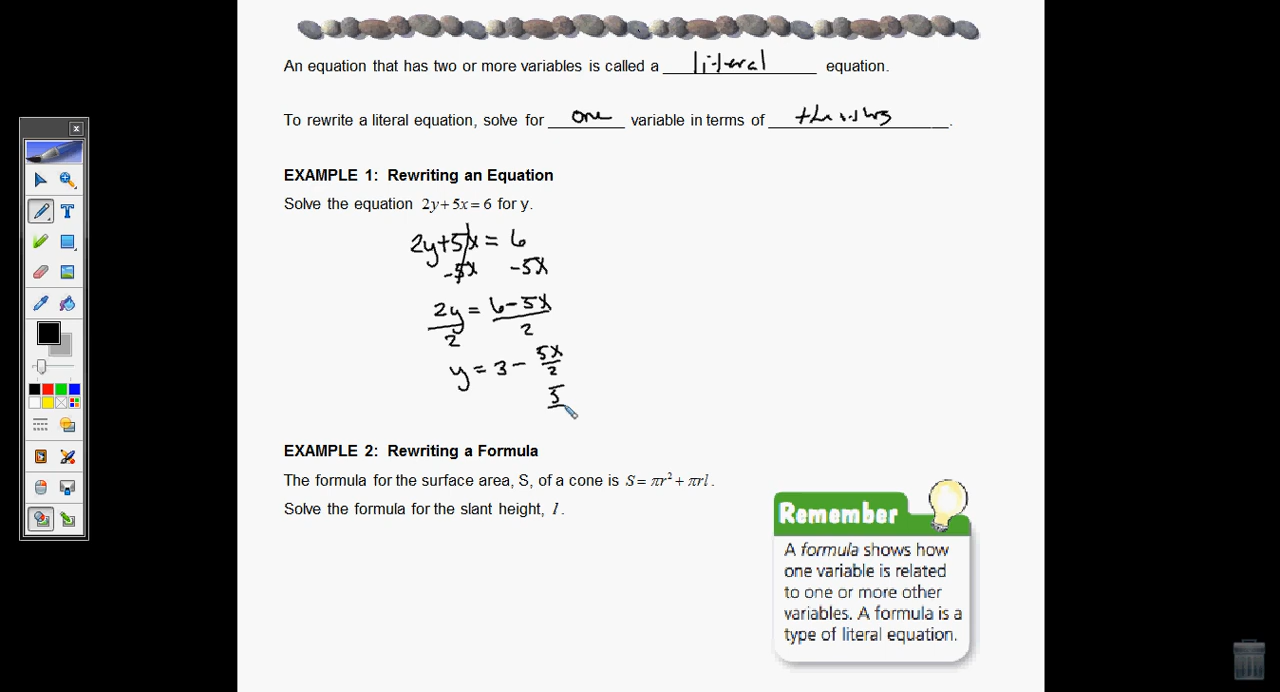 An equation that has two or more variables is called a literal equation.
To rewrite a literal equation, solve for one variable in terms of the .
EXAMPLE 1: Rewriting an Equation
Solve the equation 2y + 5x = 6 for y.
2y+5x = 6
-5x -5x
2y = 6-5x
2 2
y = 3 - 5x
2
5
EXAMPLE 2: Rewriting a Formula
The formula for the surface area, S, of a cone is S = πr² + πrl.
Solve the formula for the slant height, l.
Remember
A formula shows how
one variable is related
to one or more other
variables. A formula is a
type of literal equation.